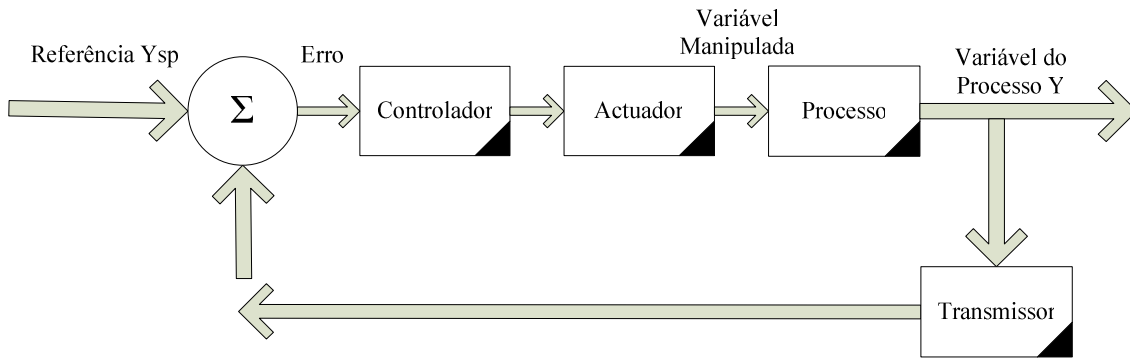 Referência Ysp
Erro
Variável
Manipulada
Variável do
Processo Y
Σ
Controlador
Actuador
Processo
Transmissor